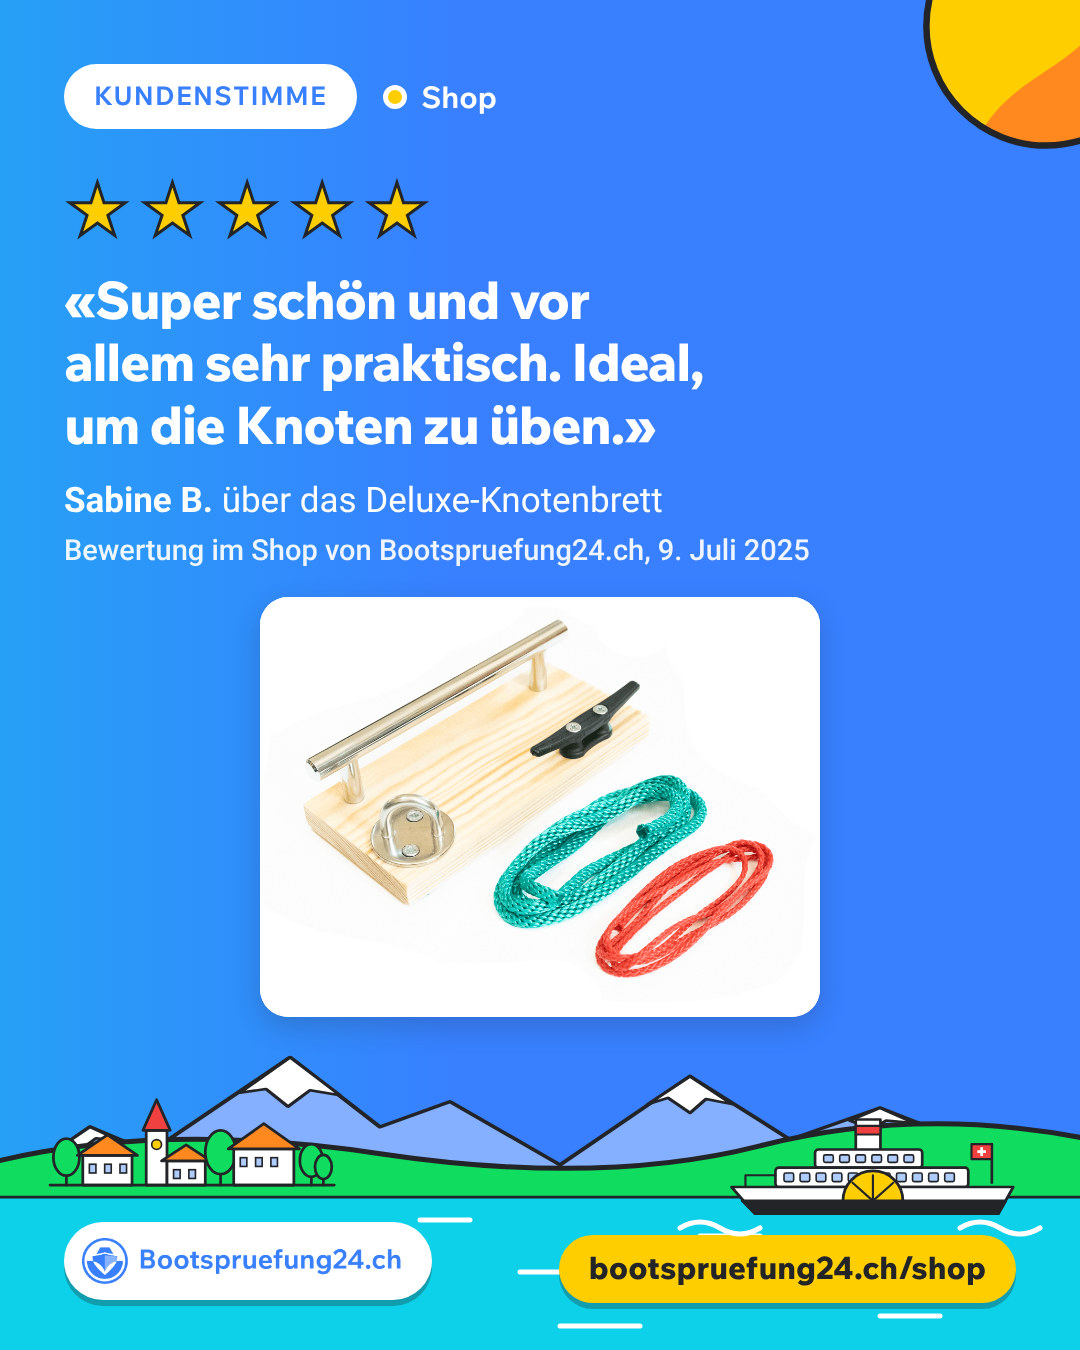 KUNDENSTIMME
Shop
«Super schön und vor
allem sehr praktisch. Ideal,
um die Knoten zu üben.»
Sabine B. über das Deluxe-Knotenbrett
Bewertung im Shop von Bootspruefung24.ch, 9. Juli 2025
Bootspruefung24.ch
bootspruefung24.ch/shop